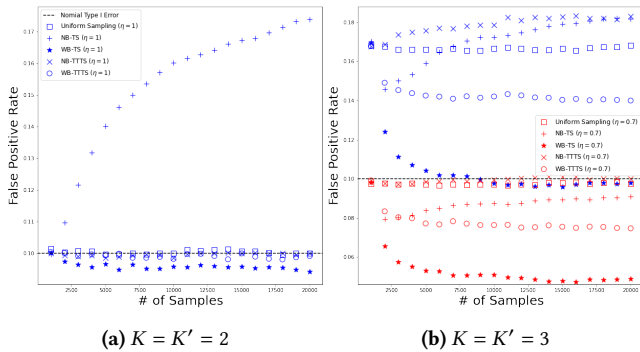 Nomial Type I Error
Uniform Sampling (η = 1)
NB-TS (η = 1)
WB-TS (η = 1)
NB-TTTS (η = 1)
WB-TTTS (η = 1)
False Positive Rate
0.17
0.16
0.15
0.14
0.13
0.12
0.11
0.10
2500 5000 7500 10000 12500 15000 17500 20000
# of Samples
(a) K = K′ = 2
False Positive Rate
0.18
0.16
0.14
0.12
0.10
0.08
0.06
Uniform Sampling (η = 0.7)
NB-TS (η = 0.7)
WB-TS (η = 0.7)
NB-TTTS (η = 0.7)
WB-TTTS (η = 0.7)
2500 5000 7500 10000 12500 15000 17500 20000
# of Samples
(b) K = K′ = 3